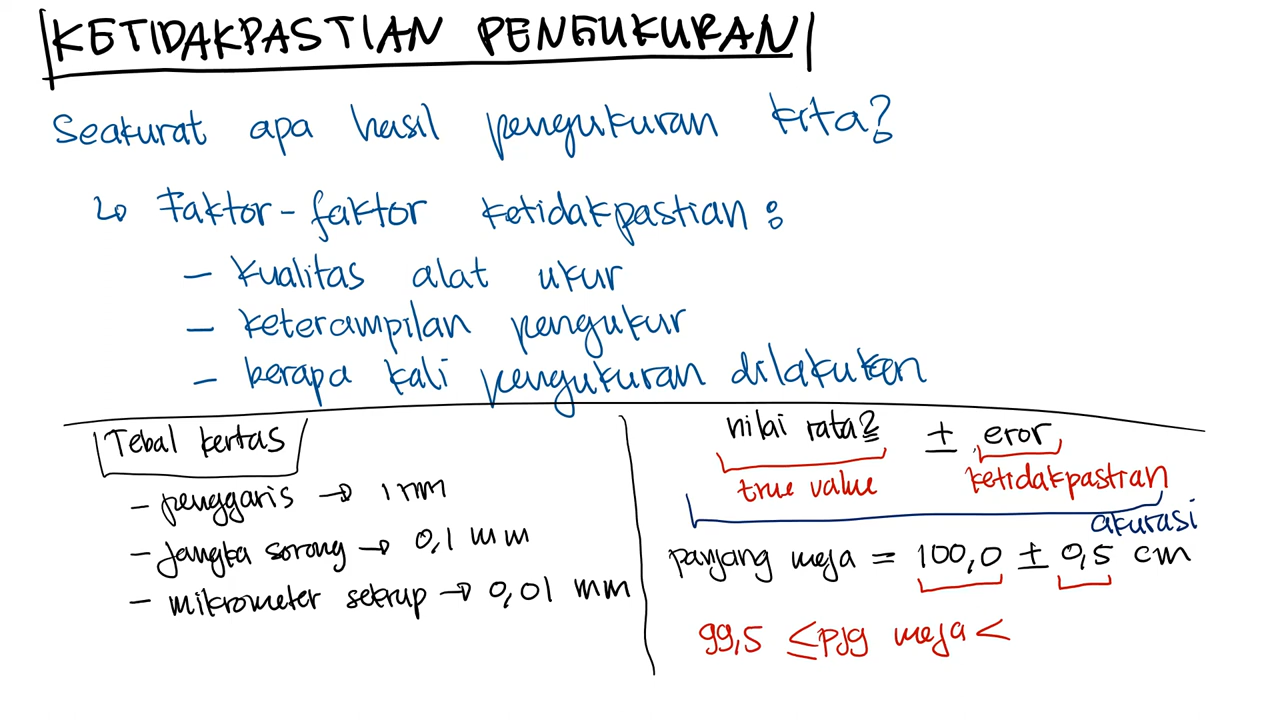 KETIDAKPASTIAN PENGUKURAN
Seakurat apa hasil pengukuran kita?
↳ Faktor-faktor ketidakpastian :
- kualitas alat ukur
- keterampilan pengukur
- berapa kali pengukuran dilakukan
Tebal kertas
- penggaris → 1 mm
- jangka sorong → 0,1 mm
- mikrometer sekrup → 0,01 mm
nilai rata2 ± eror
true value ketidakpastian
akurasi
panjang meja = 100,0 ± 0,5 cm
99,5 ≤ pjg meja <